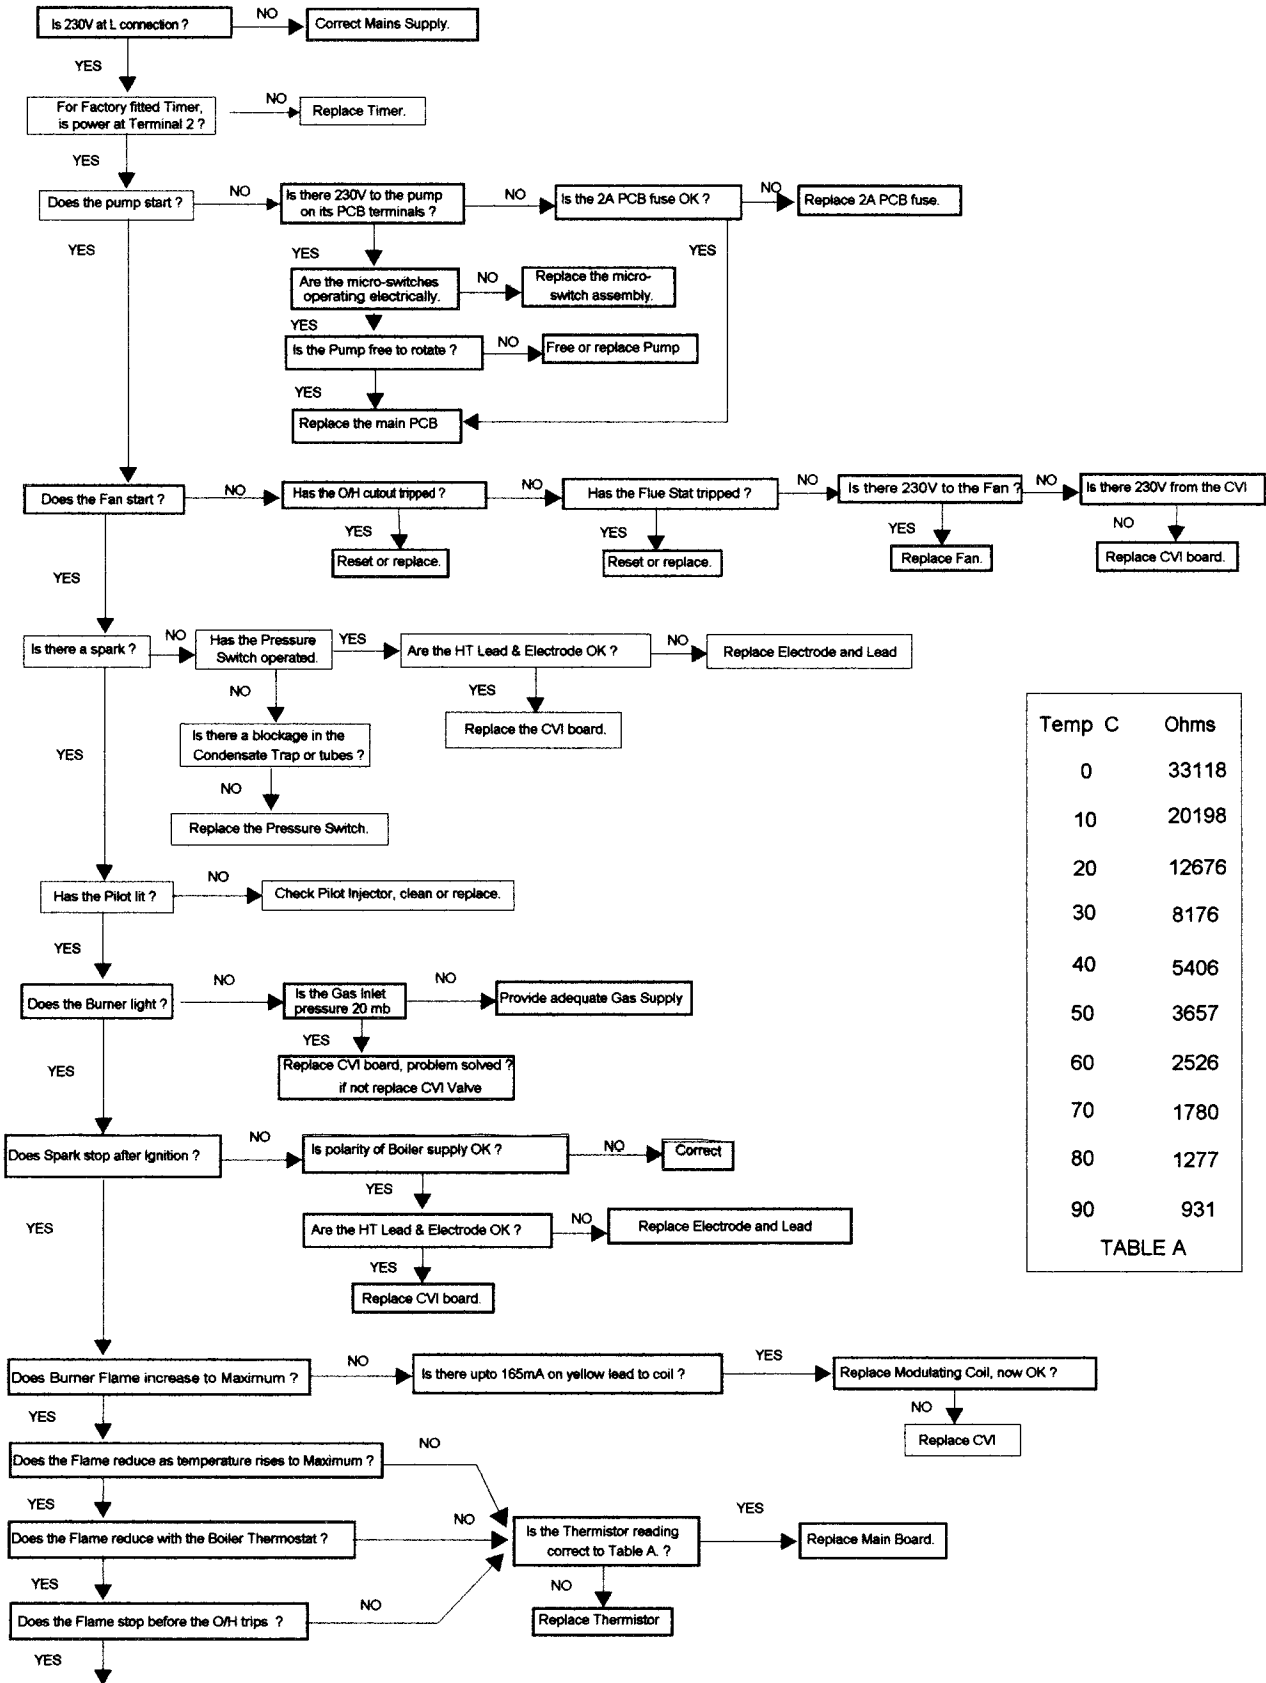 Is 230V at L connection ?
NO
Correct Mains Supply.
YES
For Factory fitted Timer,
is power at Terminal 2 ?
NO
Replace Timer.
YES
Does the pump start ?
NO
Is there 230V to the pump
on its PCB terminals ?
NO
Is the 2A PCB fuse OK ?
NO
Replace 2A PCB fuse.
YES
YES
YES
Are the micro-switches
operating electrically.
NO
Replace the micro-
switch assembly.
YES
Is the Pump free to rotate ?
NO
Free or replace Pump
YES
Replace the main PCB
Does the Fan start ?
NO
Has the O/H cutout tripped ?
NO
Has the Flue Stat tripped ?
NO
Is there 230V to the Fan ?
NO
Is there 230V from the CVI
YES
Reset or replace.
YES
Reset or replace.
YES
Replace Fan.
NO
Replace CVI board.
YES
Is there a spark ?
NO
Has the Pressure
Switch operated.
YES
Are the HT Lead & Electrode OK ?
NO
Replace Electrode and Lead
NO
YES
Replace the CVI board.
Is there a blockage in the
Condensate Trap or tubes ?
YES
NO
Replace the Pressure Switch.
Has the Pilot lit ?
NO
Check Pilot Injector, clean or replace.
YES
Does the Burner light ?
NO
Is the Gas Inlet
pressure 20 mb
NO
Provide adequate Gas Supply
YES
Replace CVI board, problem solved ?
if not replace CVI Valve
YES
Does Spark stop after Ignition ?
NO
Is polarity of Boiler supply OK ?
NO
Correct
YES
Are the HT Lead & Electrode OK ?
NO
Replace Electrode and Lead
YES
YES
Replace CVI board.
Does Burner Flame increase to Maximum ?
NO
Is there upto 165mA on yellow lead to coil ?
YES
Replace Modulating Coil, now OK ?
NO
Replace CVI
YES
Does the Flame reduce as temperature rises to Maximum ?
NO
YES
Does the Flame reduce with the Boiler Thermostat ?
NO
Is the Thermistor reading
correct to Table A. ?
YES
Replace Main Board.
NO
Replace Thermistor
YES
Does the Flame stop before the O/H trips ?
NO
YES
Temp C Ohms
0 33118
10 20198
20 12676
30 8176
40 5406
50 3657
60 2526
70 1780
80 1277
90 931
TABLE A